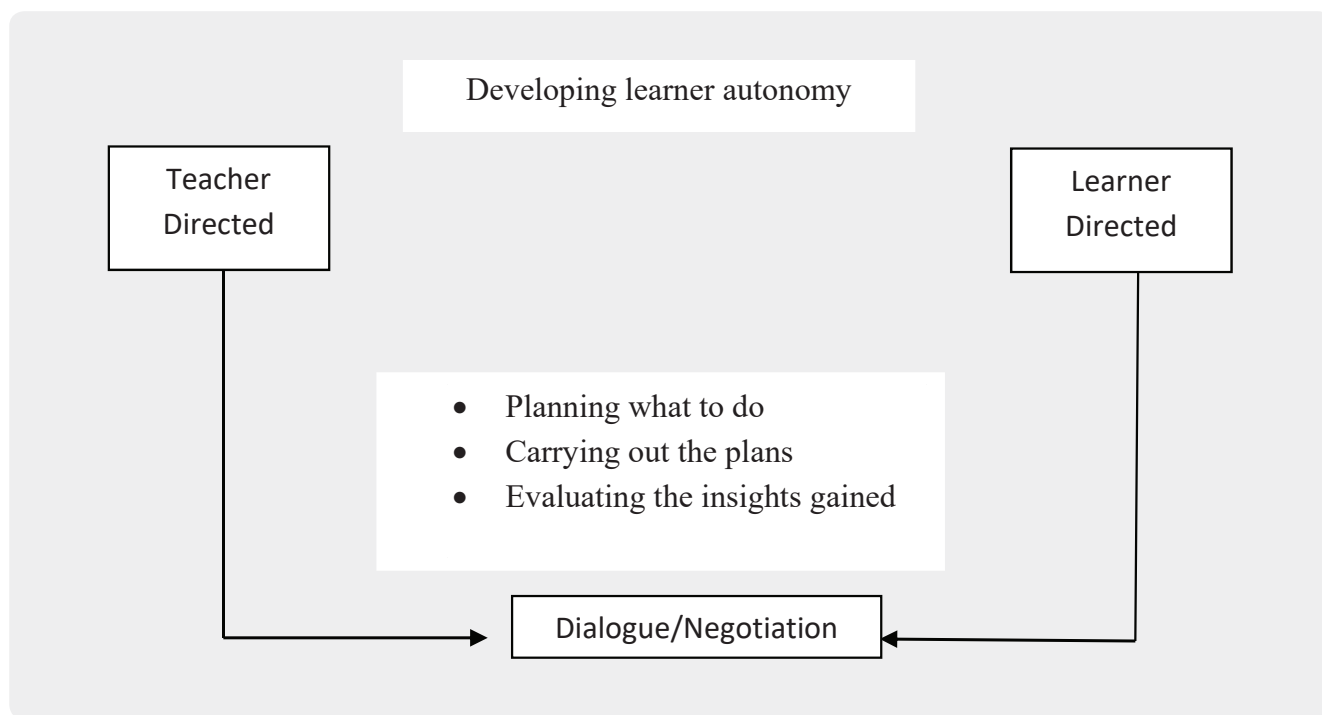 Developing learner autonomy
Teacher
Directed
Learner
Directed
• Planning what to do
• Carrying out the plans
• Evaluating the insights gained
Dialogue/Negotiation